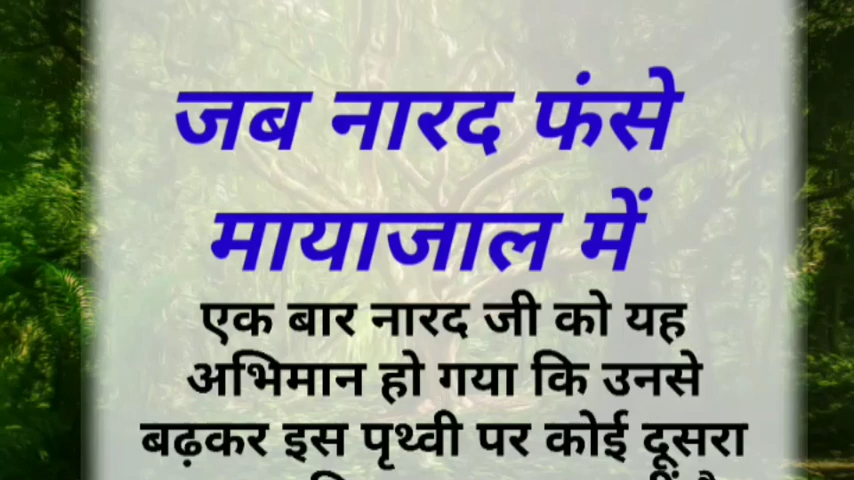 जब नारद फंसे
मायाजाल में
एक बार नारद जी को यह
अभिमान हो गया कि उनसे
बढ़कर इस पृथ्वी पर कोई दूसरा